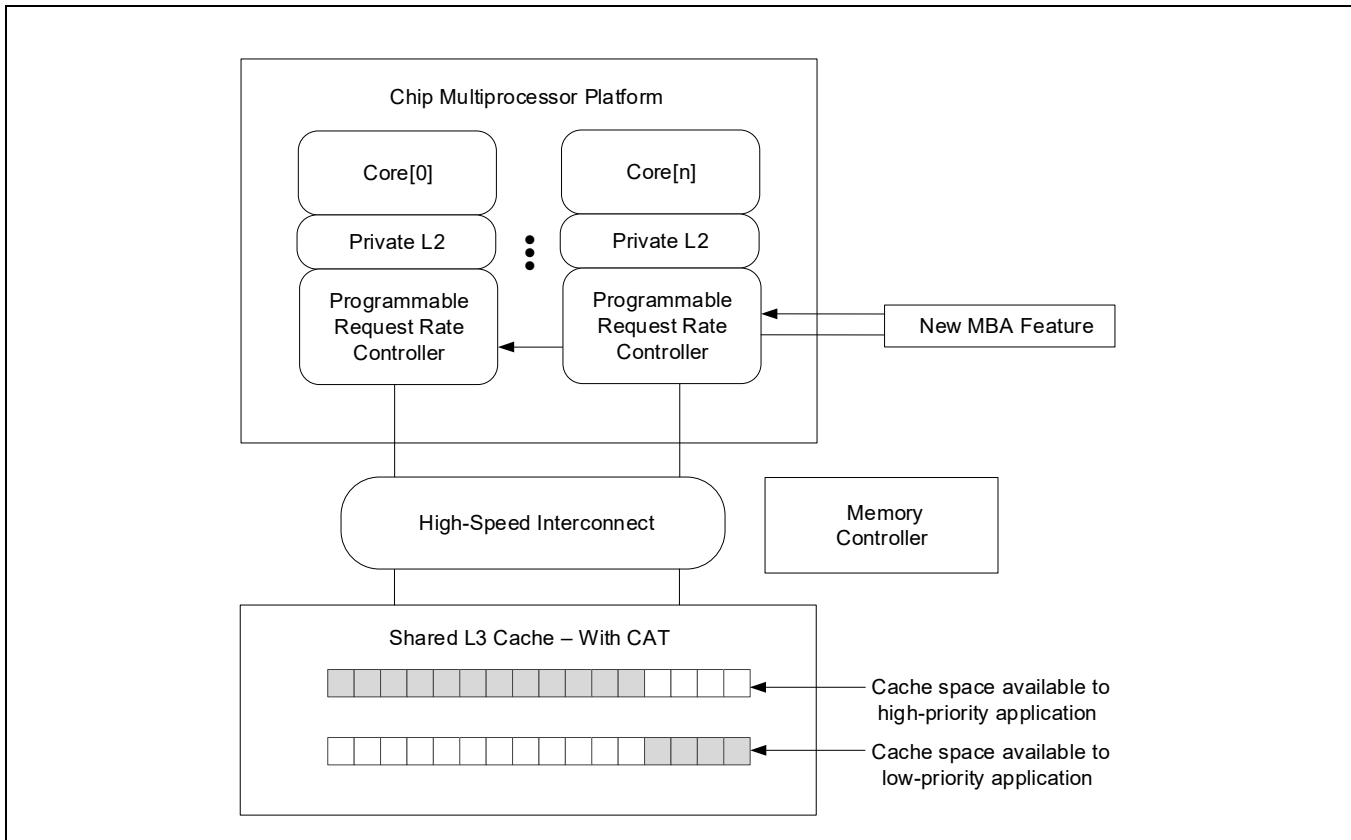 Chip Multiprocessor Platform
Core[0]
Core[n]
Private L2
Private L2
Programmable
Request Rate
Controller
Programmable
Request Rate
Controller
New MBA Feature
High-Speed Interconnect
Memory
Controller
Shared L3 Cache – With CAT
Cache space available to
high-priority application
Cache space available to
low-priority application